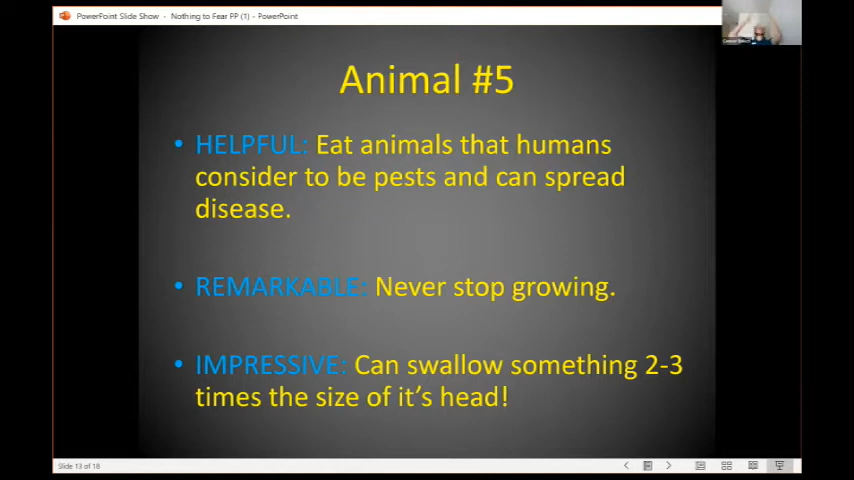 PowerPoint Slide Show - Nothing to Fear PP (1) - PowerPoint
Animal #5
• HELPFUL: Eat animals that humans
consider to be pests and can spread
disease.
• REMARKABLE: Never stop growing.
• IMPRESSIVE: Can swallow something 2-3
times the size of it's head!
Slide 13 of 18